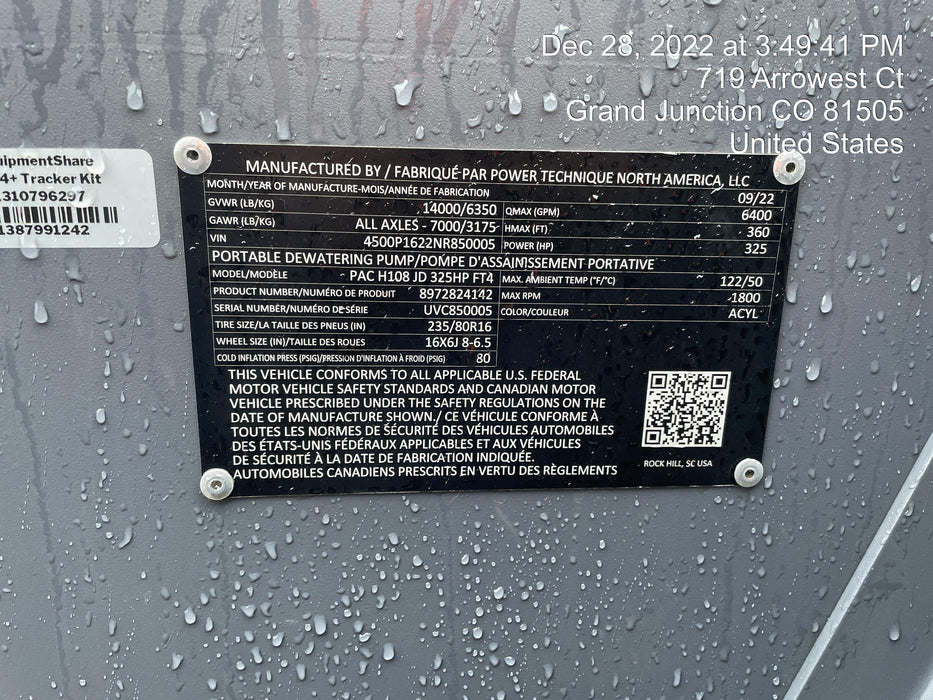 Dec 28, 2022 at 3:49:41 PM
719 Arrowest Ct
Grand Junction CO 81505
United States
uipmentShare
4+ Tracker Kit
1310796297
1387991242
MANUFACTURED BY / FABRIQUÉ PAR POWER TECHNIQUE NORTH AMERICA, LLC
MONTH/YEAR OF MANUFACTURE-MOIS/ANNÉE DE FABRICATION 09/22
GVWR (LB/KG) 14000/6350 QMAX (GPM) 6400
GAWR (LB/KG) ALL AXLES - 7000/3175 HMAX (FT) 360
VIN 4500P1622NR850005 POWER (HP) 325
PORTABLE DEWATERING PUMP/POMPE D'ASSAINISSEMENT PORTATIVE
MODEL/MODÈLE PAC H108 JD 325HP FT4 MAX. AMBIENT TEMP (°F/°C) 122/50
PRODUCT NUMBER/NUMÉRO DE PRODUIT 8972824142 MAX RPM 1800
SERIAL NUMBER/NUMÉRO DE SÉRIE UVC850005 COLOR/COULEUR ACYL
TIRE SIZE/LA TAILLE DES PNEUS (IN) 235/80R16
WHEEL SIZE (IN)/TAILLE DES ROUES 16X6J 8-6.5
COLD INFLATION PRESS (PSIG)/PRESSION D'INFLATION À FROID (PSIG) 80
THIS VEHICLE CONFORMS TO ALL APPLICABLE U.S. FEDERAL
MOTOR VEHICLE SAFETY STANDARDS AND CANADIAN MOTOR
VEHICLE PRESCRIBED UNDER THE SAFETY REGULATIONS ON THE
DATE OF MANUFACTURE SHOWN./ CE VÉHICULE CONFORME À
TOUTES LES NORMES DE SÉCURITÉ DES VÉHICULES AUTOMOBILES
DES ÉTATS-UNIS FÉDÉRAUX APPLICABLES ET AUX VÉHICULES
DE SÉCURITÉ À LA DATE DE FABRICATION INDIQUÉE.
AUTOMOBILES CANADIENS PRESCRITS EN VERTU DES RÈGLEMENTS
ROCK HILL, SC USA